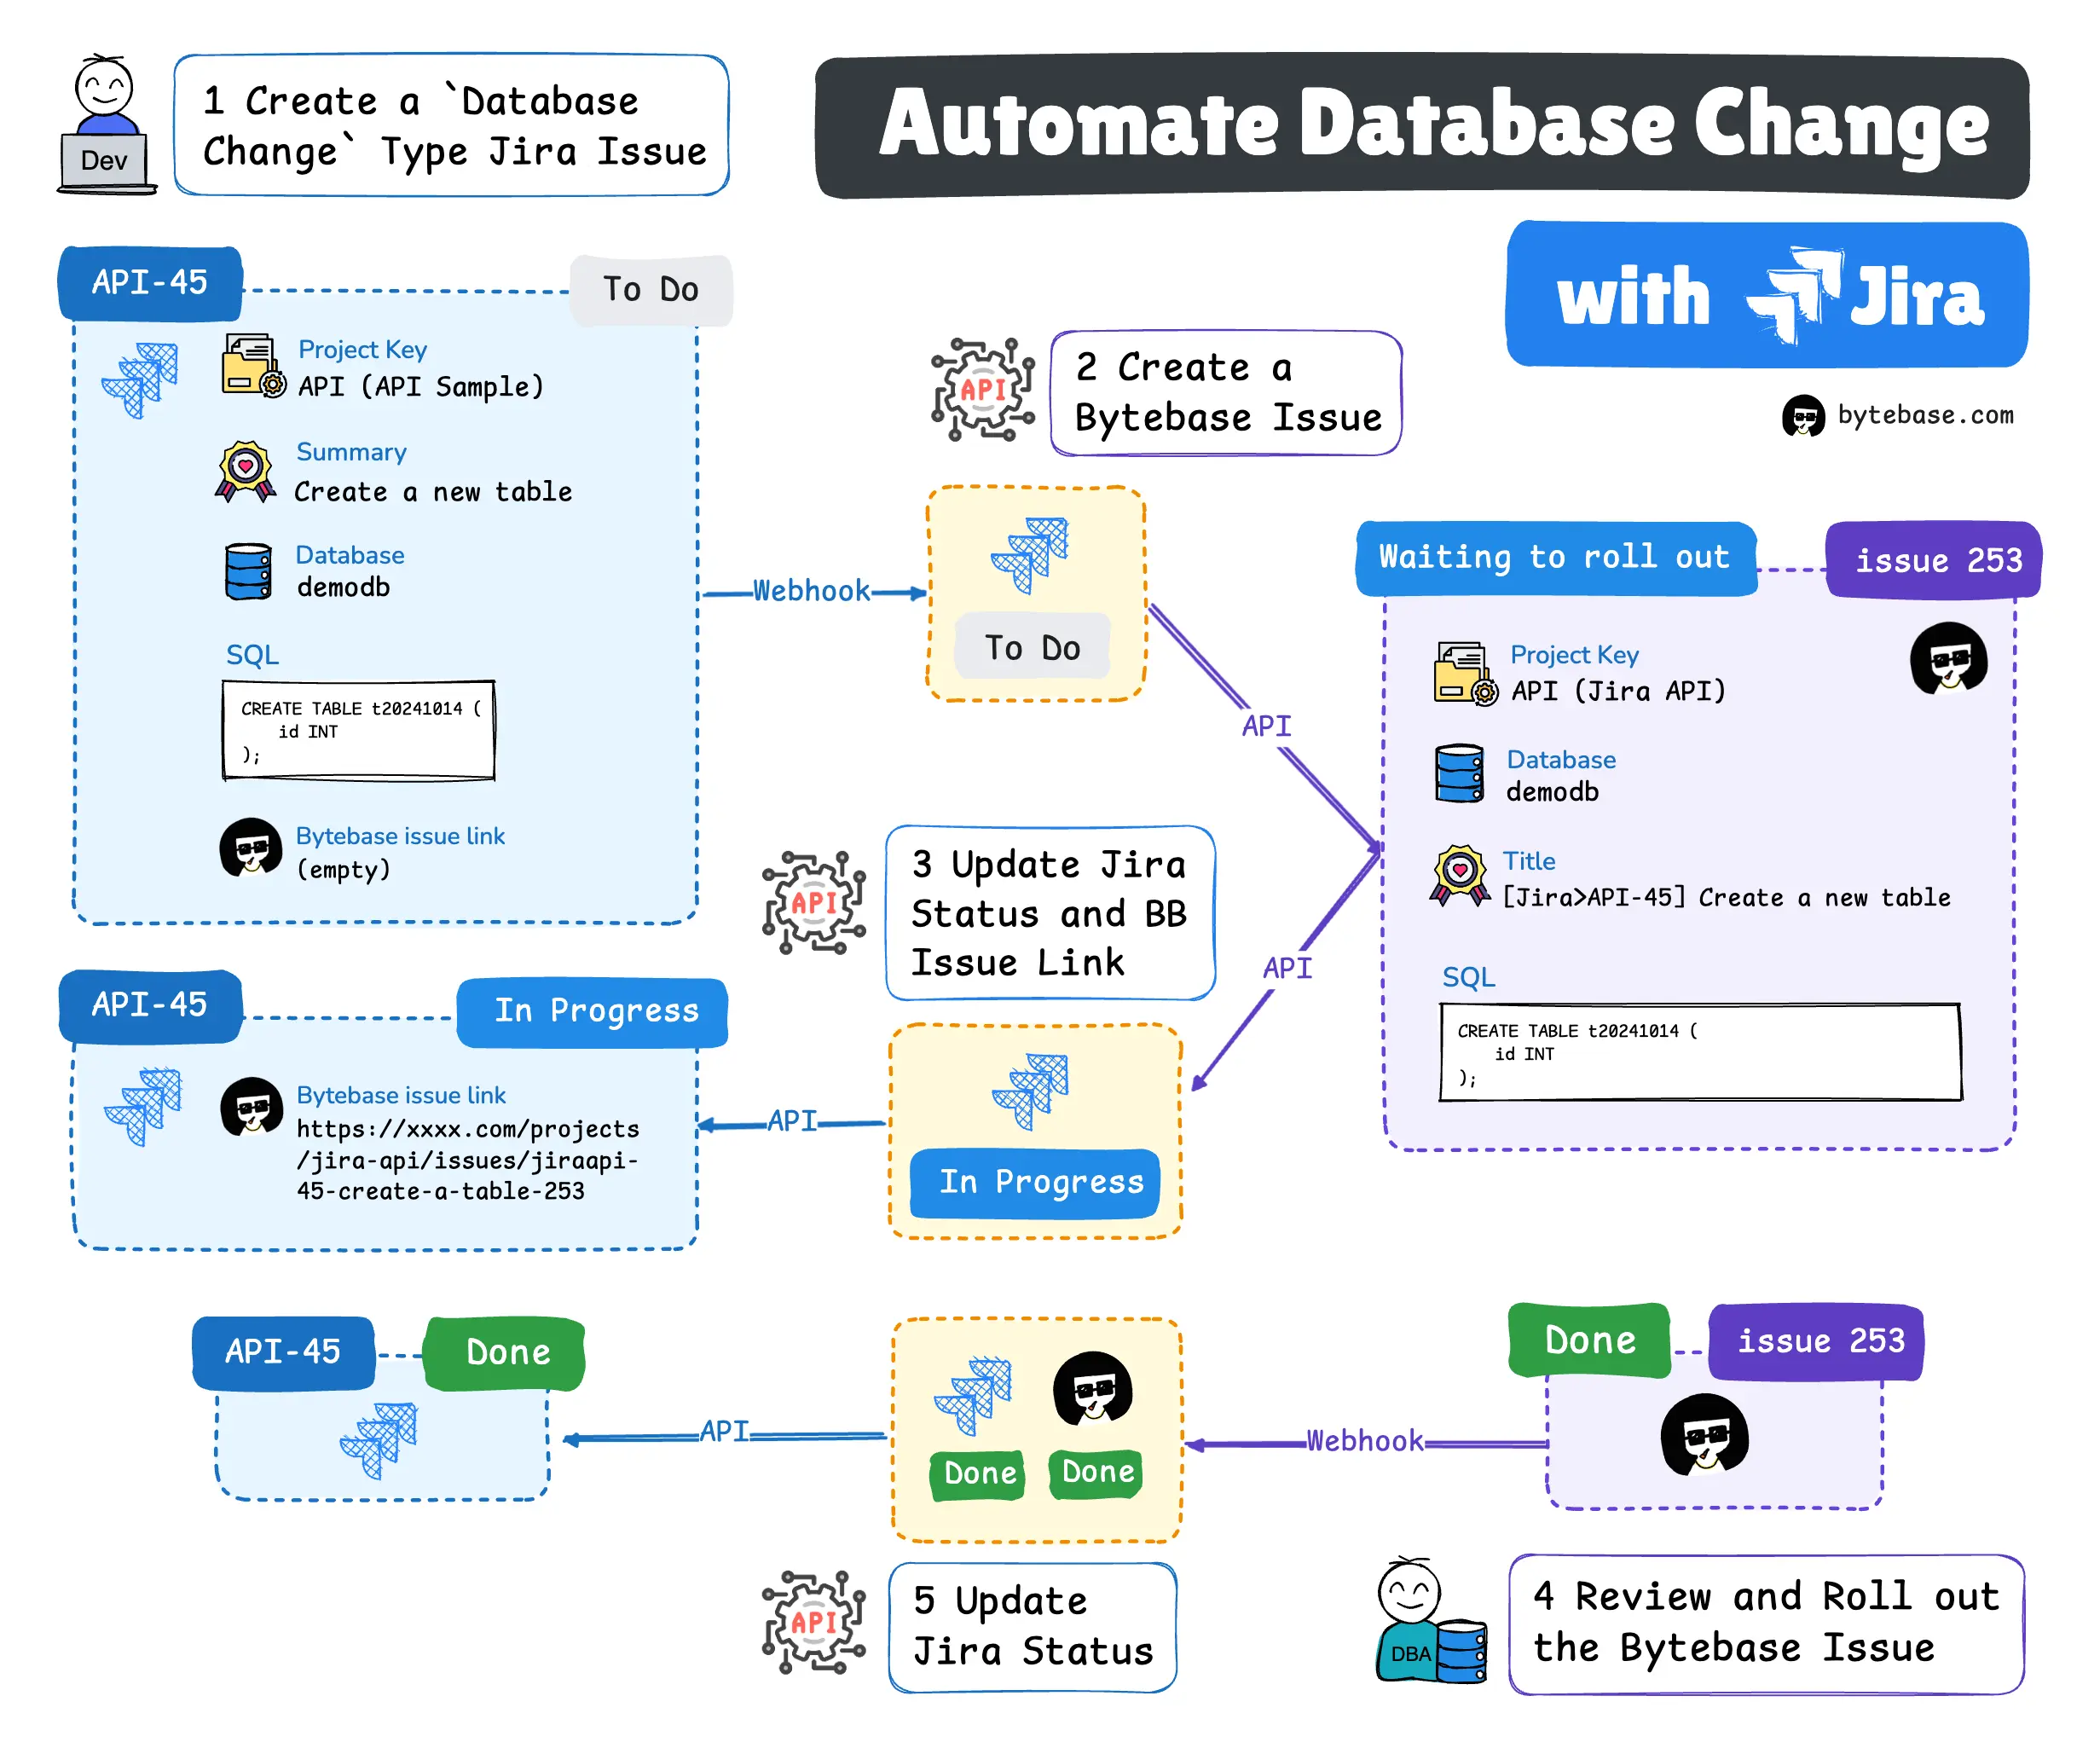 Dev
1 Create a `Database
Change` Type Jira Issue
Automate Database Change
with Jira
bytebase.com
API-45
To Do
Project Key
API (API Sample)
Summary
Create a new table
Database
demodb
SQL
CREATE TABLE t20241014 (
id INT
);
Bytebase issue link
(empty)
Webhook
API
2 Create a
Bytebase Issue
To Do
API
Waiting to roll out
issue 253
Project Key
API (Jira API)
Database
demodb
Title
[Jira>API-45] Create a new table
SQL
CREATE TABLE t20241014 (
id INT
);
API
API
3 Update Jira
Status and BB
Issue Link
In Progress
API
API-45
In Progress
Bytebase issue link
https://xxxx.com/projects
/jira-api/issues/jiraapi-
45-create-a-table-253
API-45
Done
API
Done
Done
Webhook
Done
issue 253
API
5 Update
Jira Status
DBA
4 Review and Roll out
the Bytebase Issue